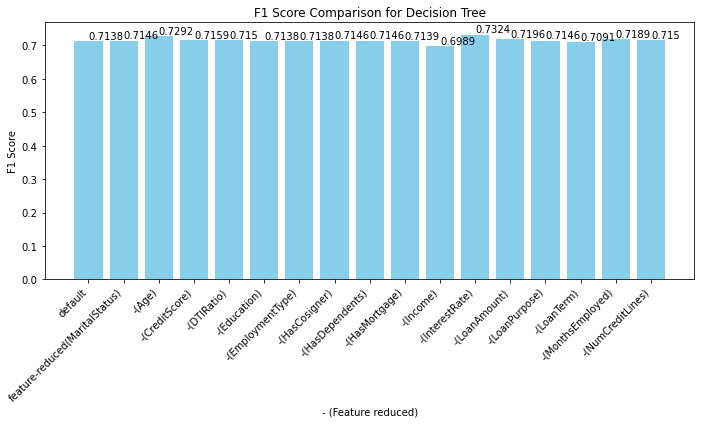 F1 Score Comparison for Decision Tree
F1 Score
0.7
0.6
0.5
0.4
0.3
0.2
0.1
0.0
0.7138
0.7146
0.7292
0.7159
0.715
0.7138
0.7138
0.7146
0.7146
0.7139
0.6989
0.7324
0.7196
0.7146
0.7091
0.7189
0.715
default
feature-reduced(MaritalStatus)
-(Age)
-(CreditScore)
-(DTIRatio)
-(Education)
-(EmploymentType)
-(HasCosigner)
-(HasDependents)
-(HasMortgage)
-(Income)
-(InterestRate)
-(LoanAmount)
-(LoanPurpose)
-(LoanTerm)
-(MonthsEmployed)
-(NumCreditLines)
- (Feature reduced)